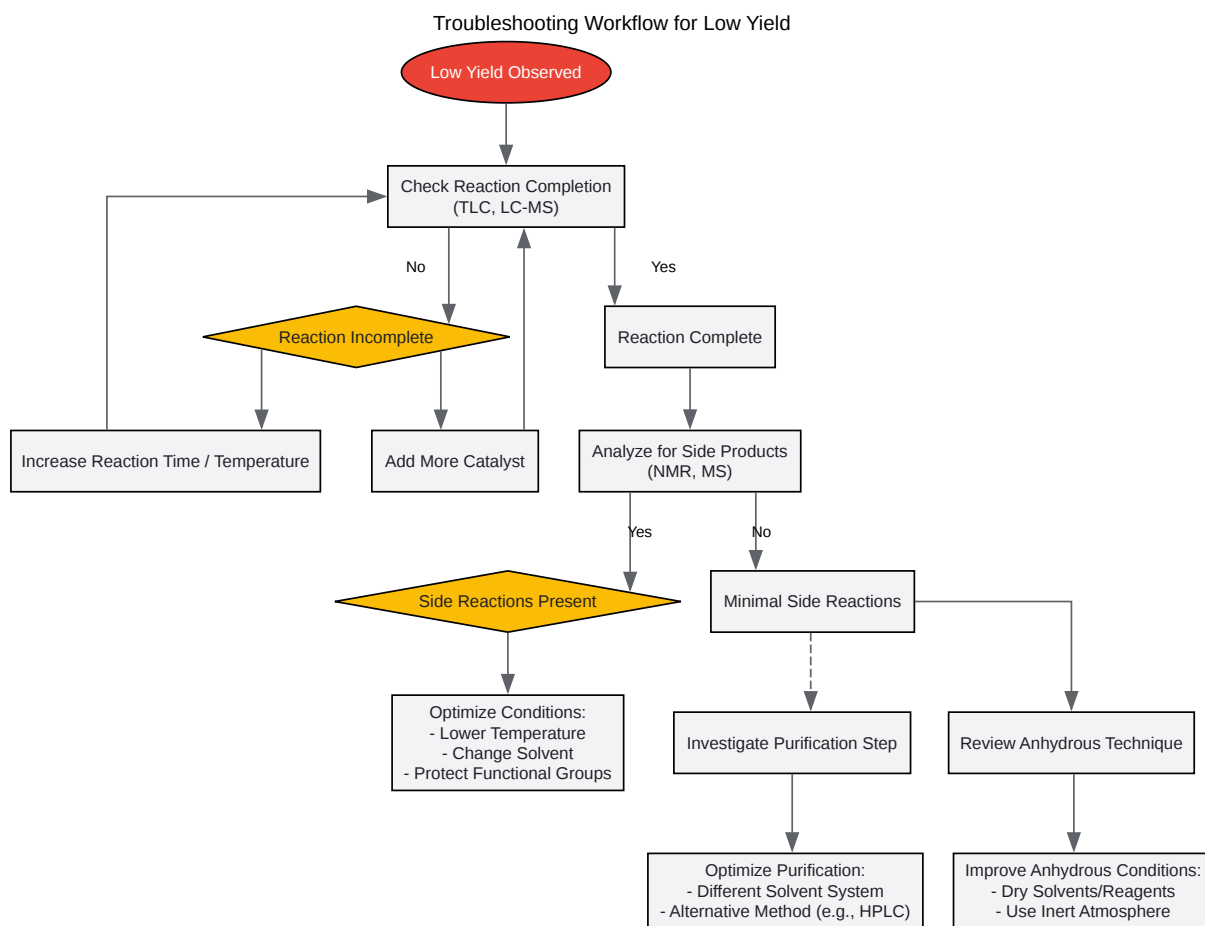 Troubleshooting Workflow for Low Yield
Low Yield Observed
Check Reaction Completion
(TLC, LC-MS)
No
Yes
Reaction Incomplete
Reaction Complete
Increase Reaction Time / Temperature
Add More Catalyst
Analyze for Side Products
(NMR, MS)
Yes
No
Side Reactions Present
Minimal Side Reactions
Optimize Conditions:
- Lower Temperature
- Change Solvent
- Protect Functional Groups
Investigate Purification Step
Review Anhydrous Technique
Optimize Purification:
- Different Solvent System
- Alternative Method (e.g., HPLC)
Improve Anhydrous Conditions:
- Dry Solvents/Reagents
- Use Inert Atmosphere